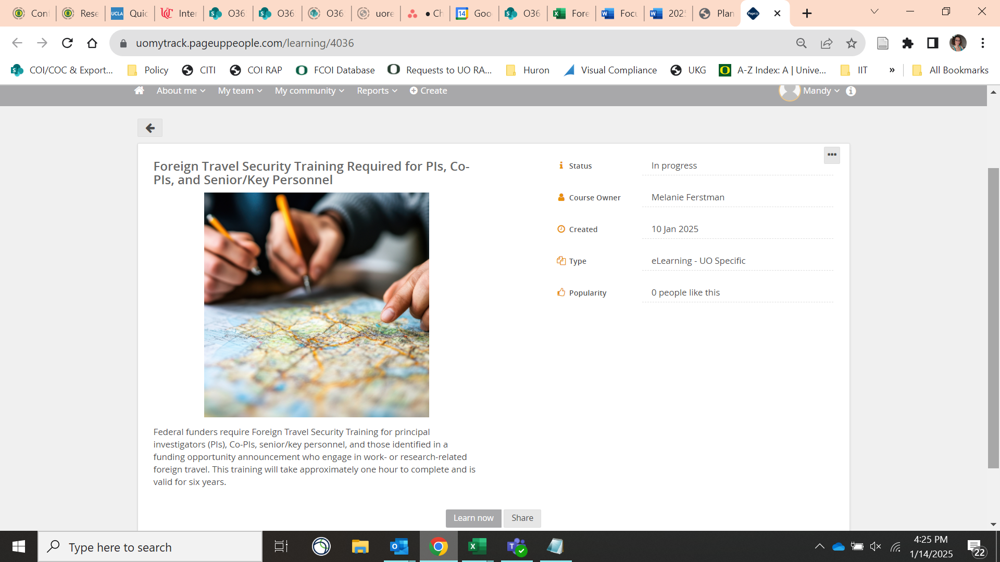 Con
Rese
UCLA
Quic
Inter
O36
O36
O36
uore
Ch
14
Goo
O36
Fore
Focu
202
Plan
PageUp
uomytrack.pageuppeople.com/learning/4036
COI/COC & Export...
Policy
CITI
COI RAP
FCOI Database
Requests to UO RA...
Huron
Visual Compliance
UKG
A-Z Index: A | Unive...
IIT
»
All Bookmarks
About me
My team
My community
Reports
Create
Mandy
Foreign Travel Security Training Required for PIs, Co-
PIs, and Senior/Key Personnel
Status
In progress
Course Owner
Melanie Ferstman
Created
10 Jan 2025
Type
eLearning - UO Specific
Popularity
0 people like this
Federal funders require Foreign Travel Security Training for principal
investigators (PIs), Co-PIs, senior/key personnel, and those identified in a
funding opportunity announcement who engage in work- or research-related
foreign travel. This training will take approximately one hour to complete and is
valid for six years.
Learn now
Share
Type here to search
4:25 PM
1/14/2025
22